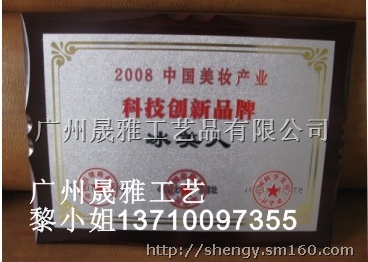 2008 中国美妆产业
科技创新品牌
广州晟雅工艺品有限公司
广州晟雅工艺
黎小姐13710097355
http://shengy.sm160.com